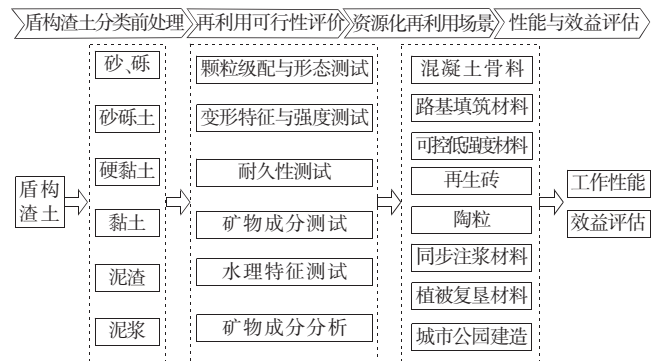 盾构渣土分类前处理
再利用可行性评价
资源化再利用场景
性能与效益评估
盾构
渣土
砂、砾
砂砾土
硬黏土
黏土
泥渣
泥浆
颗粒级配与形态测试
变形特征与强度测试
耐久性测试
矿物成分测试
水理特征测试
矿物成分分析
混凝土骨料
路基填筑材料
可控低强度材料
再生砖
陶粒
同步注浆材料
植被复垦材料
城市公园建造
工作性能
效益评估